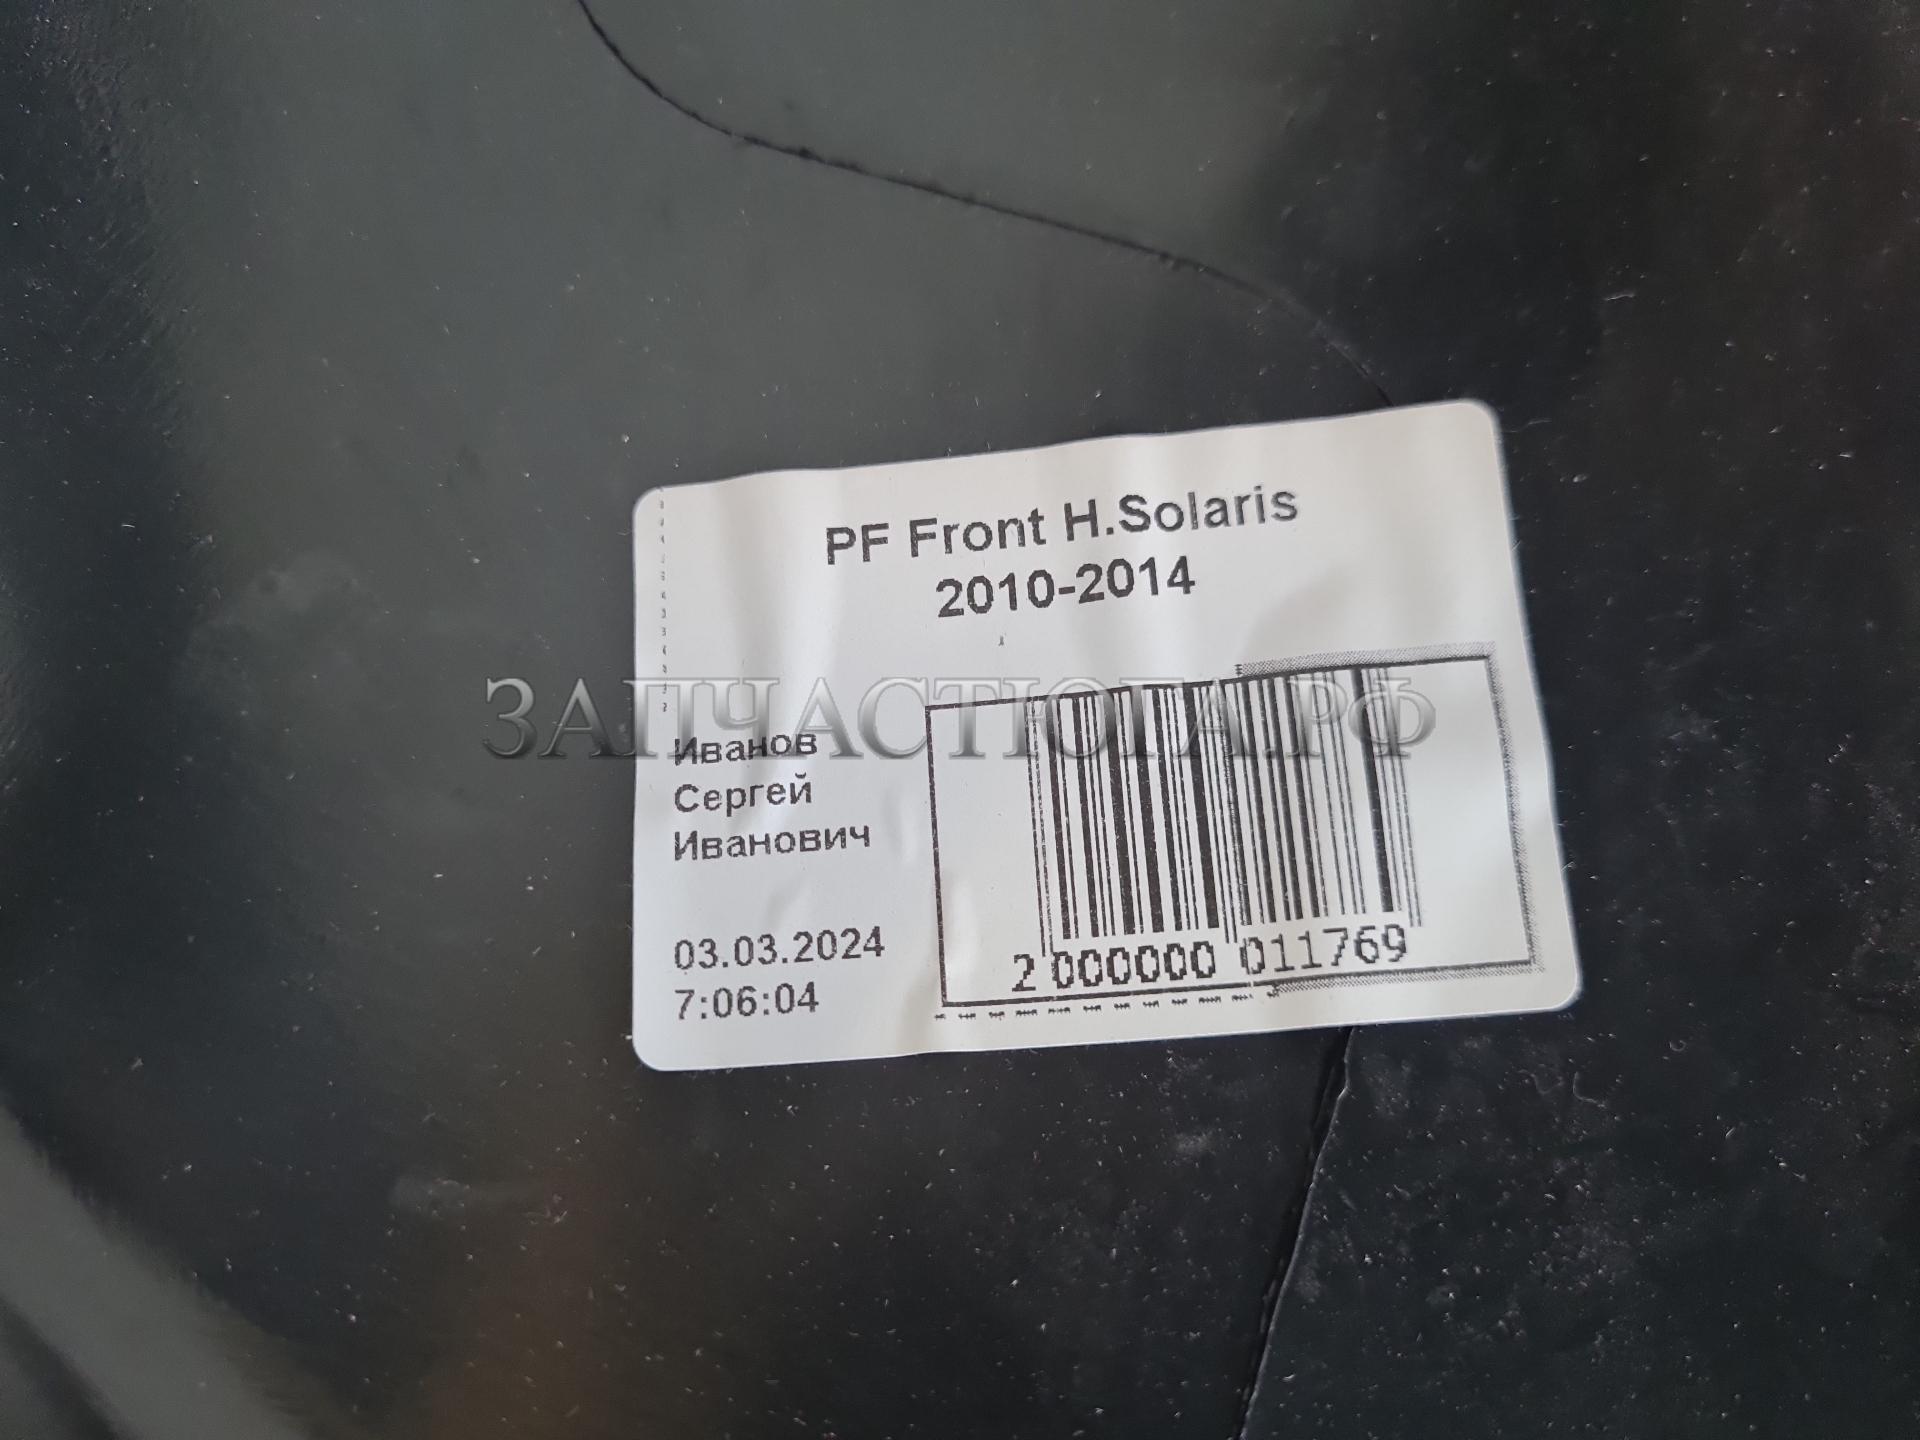 PF Front H.Solaris
2010-2014
ЗАПЧАСТЮГА.РФ
Иванов
Сергей
Иванович
03.03.2024
7:06:04
2 000000 011769